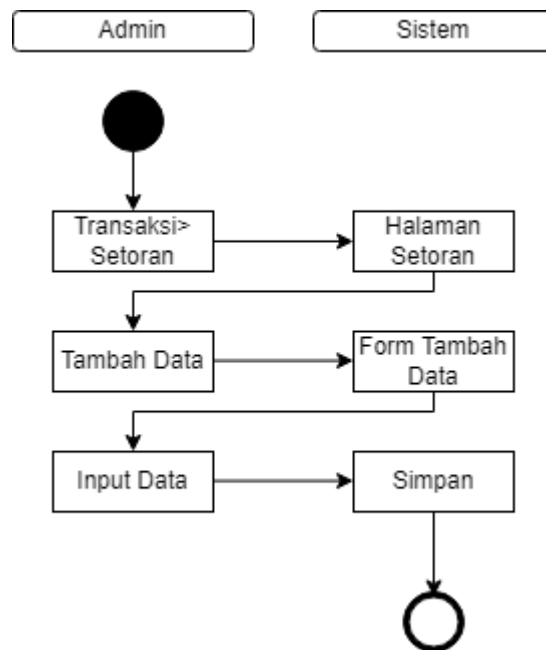 Admin
Sistem
Transaksi>
Setoran
Halaman
Setoran
Tambah Data
Form Tambah
Data
Input Data
Simpan